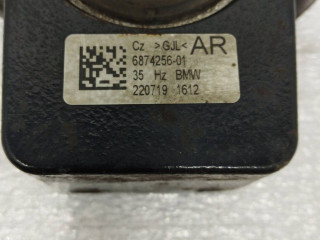 Cz >GJL< AR
6874256-01
35 Hz BMW
220719 1612